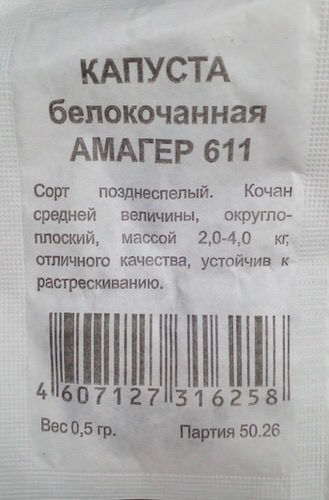 КАПУСТА
белокочанная
АМАГЕР 611
Сорт позднеспелый. Кочан
средней величины, округло-
плоский, массой 2,0-4,0 кг,
отличного качества, устойчив к
растрескиванию.
4 607127 316258
Вес 0,5 гр. Партия 50.26